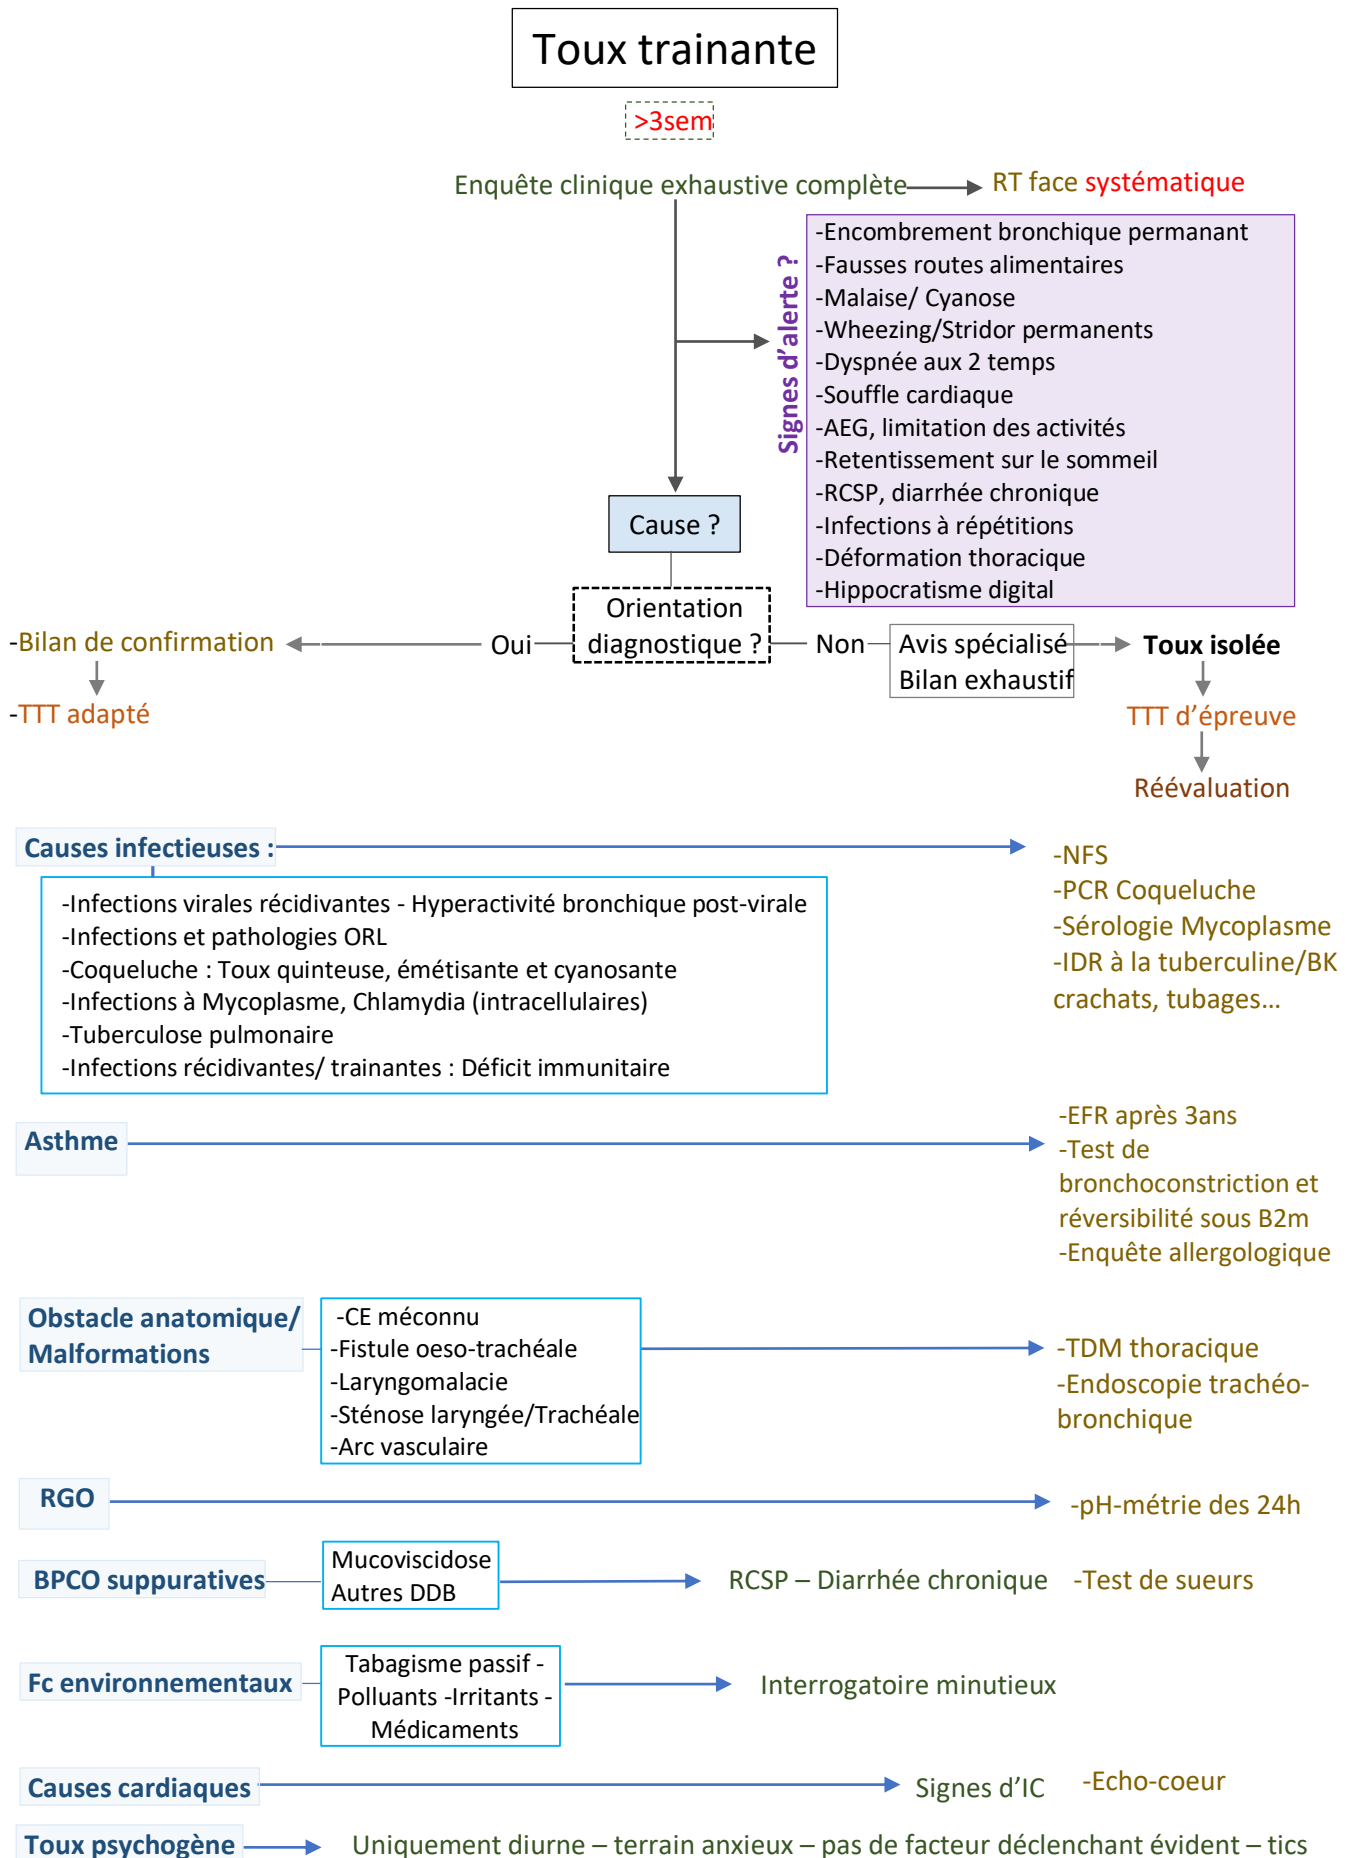 Toux trainante
>3sem
Enquête clinique exhaustive complète
RT face systématique
Signes d'alerte ?
-Encombrement bronchique permanant
-Fausses routes alimentaires
-Malaise/ Cyanose
-Wheezing/Stridor permanents
-Dyspnée aux 2 temps
-Souffle cardiaque
-AEG, limitation des activités
-Retentissement sur le sommeil
-RCSP, diarrhée chronique
-Infections à répétitions
-Déformation thoracique
-Hippocratisme digital
Cause ?
Orientation
diagnostique ?
Oui
-Bilan de confirmation
-TTT adapté
Non
Avis spécialisé
Bilan exhaustif
Toux isolée
TTT d'épreuve
Réévaluation
Causes infectieuses :
-Infections virales récidivantes - Hyperactivité bronchique post-virale
-Infections et pathologies ORL
-Coqueluche : Toux quinteuse, émétisante et cyanosante
-Infections à Mycoplasme, Chlamydia (intracellulaires)
-Tuberculose pulmonaire
-Infections récidivantes/ trainantes : Déficit immunitaire
-NFS
-PCR Coqueluche
-Sérologie Mycoplasme
-IDR à la tuberculine/BK
crachats, tubages...
Asthme
-EFR après 3ans
-Test de
bronchoconstriction et
réversibilité sous B2m
-Enquête allergologique
Obstacle anatomique/
Malformations
-CE méconnu
-Fistule oeso-trachéale
-Laryngomalacie
-Sténose laryngée/Trachéale
-Arc vasculaire
-TDM thoracique
-Endoscopie trachéo-
bronchique
RGO
-pH-métrie des 24h
BPCO suppuratives
Mucoviscidose
Autres DDB
RCSP – Diarrhée chronique
-Test de sueurs
Fc environnementaux
Tabagisme passif -
Polluants -Irritants -
Médicaments
Interrogatoire minutieux
Causes cardiaques
Signes d'IC
-Echo-coeur
Toux psychogène
Uniquement diurne – terrain anxieux – pas de facteur déclenchant évident – tics